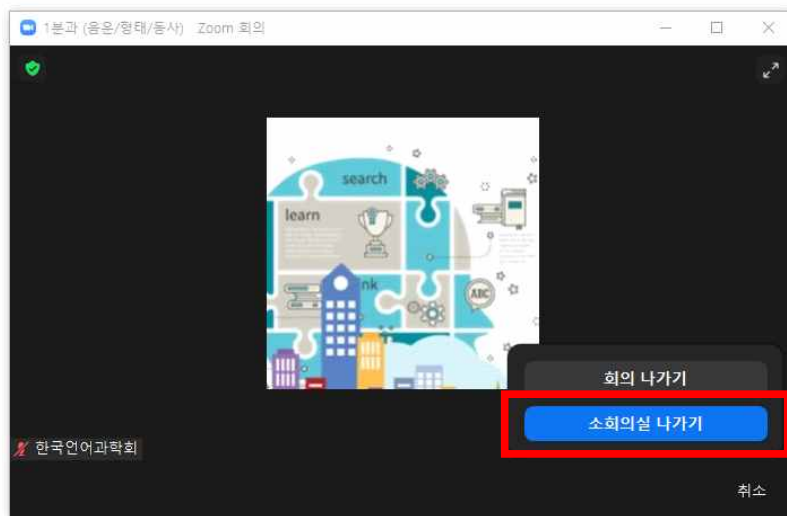 1분과 (음운/형태/동사) Zoom 회의
search
learn
nk
ABC
회의 나가기
소회의실 나가기
한국언어과학회
취소